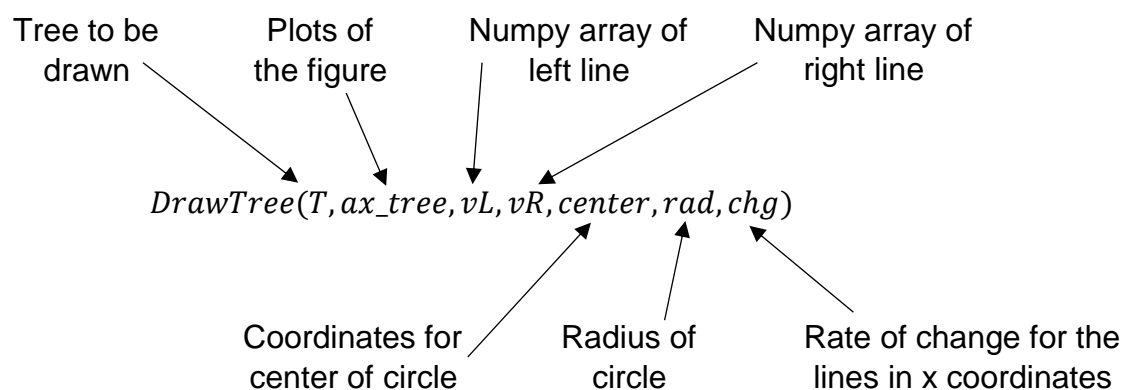 Tree to be
drawn
Plots of
the figure
Numpy array of
left line
Numpy array of
right line
DrawTree(T,ax_tree,vL,vR,center,rad,chg)
Coordinates for
center of circle
Radius of
circle
Rate of change for the
lines in x coordinates